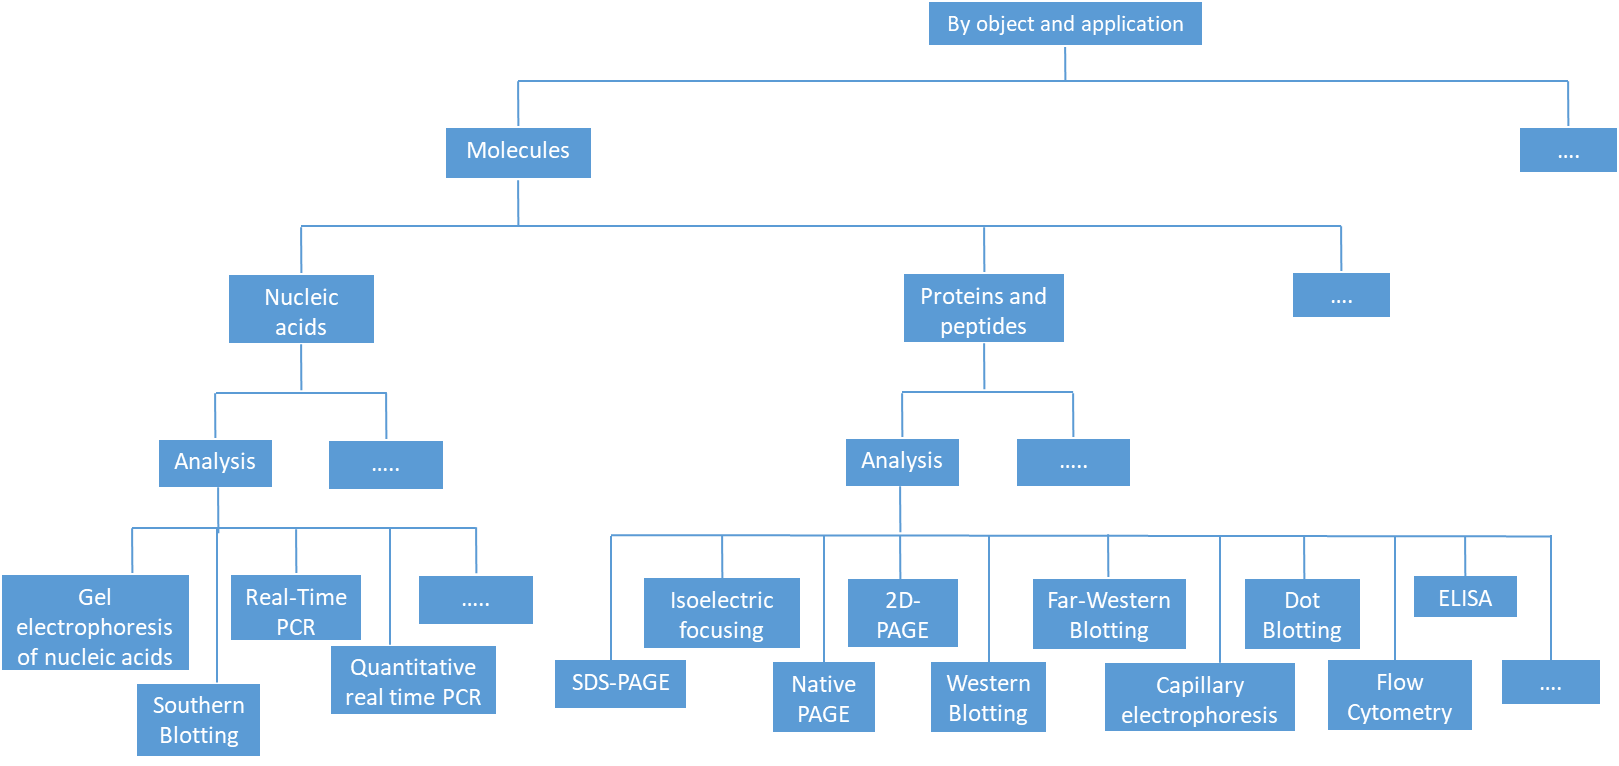 By object and application
Molecules
....
Nucleic
acids
Proteins and
peptides
....
Analysis
.....
Analysis
.....
Gel
electrophoresis
of nucleic acids
Southern
Blotting
Real-Time
PCR
Quantitative
real time PCR
.....
SDS-PAGE
Isoelectric
focusing
Native
PAGE
2D-
PAGE
Western
Blotting
Far-Western
Blotting
Capillary
electrophoresis
Dot
Blotting
Flow
Cytometry
ELISA
....